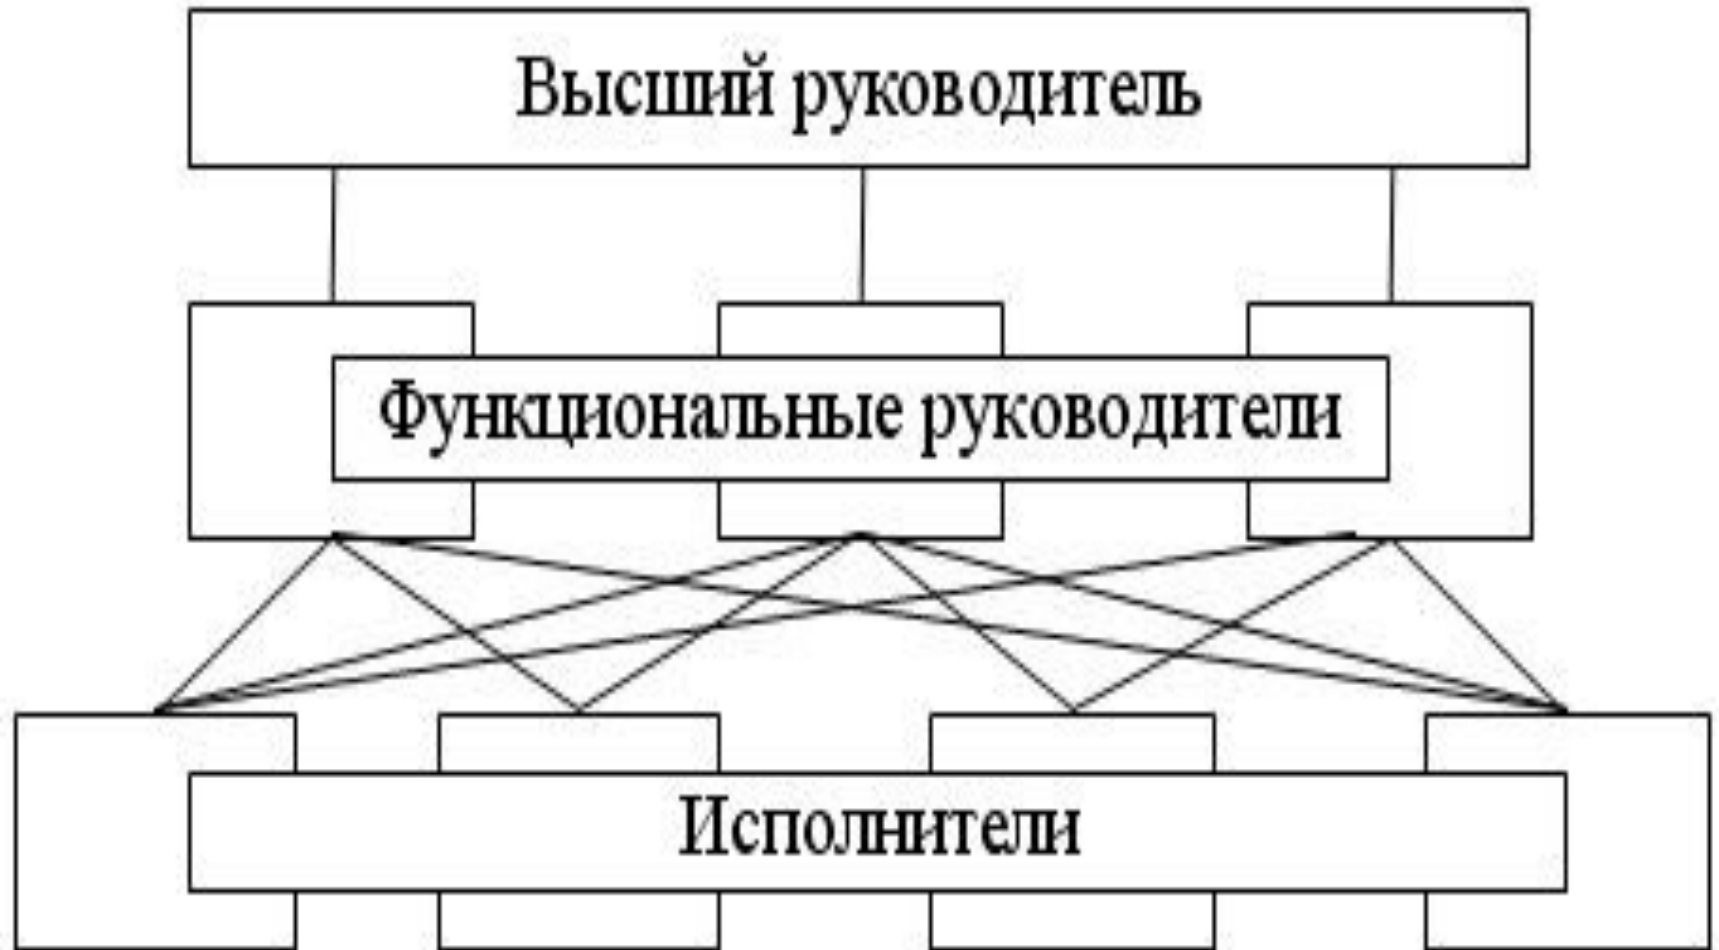 Высший руководитель
Функциональные руководители
Исполнители